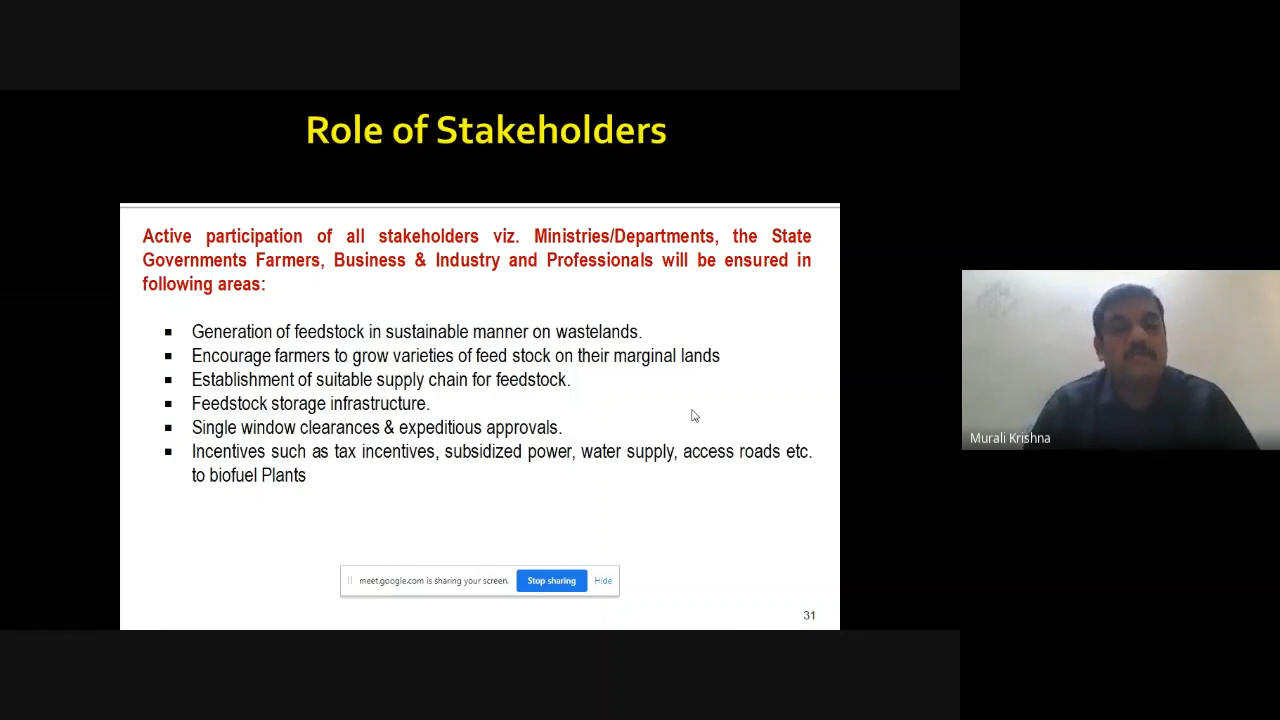 Role of Stakeholders
Active participation of all stakeholders viz. Ministries/Departments, the State
Governments Farmers, Business & Industry and Professionals will be ensured in
following areas:
▪ Generation of feedstock in sustainable manner on wastelands.
▪ Encourage farmers to grow varieties of feed stock on their marginal lands
▪ Establishment of suitable supply chain for feedstock.
▪ Feedstock storage infrastructure.
▪ Single window clearances & expeditious approvals.
▪ Incentives such as tax incentives, subsidized power, water supply, access roads etc.
to biofuel Plants
meet.google.com is sharing your screen. Stop sharing Hide
31
Murali Krishna